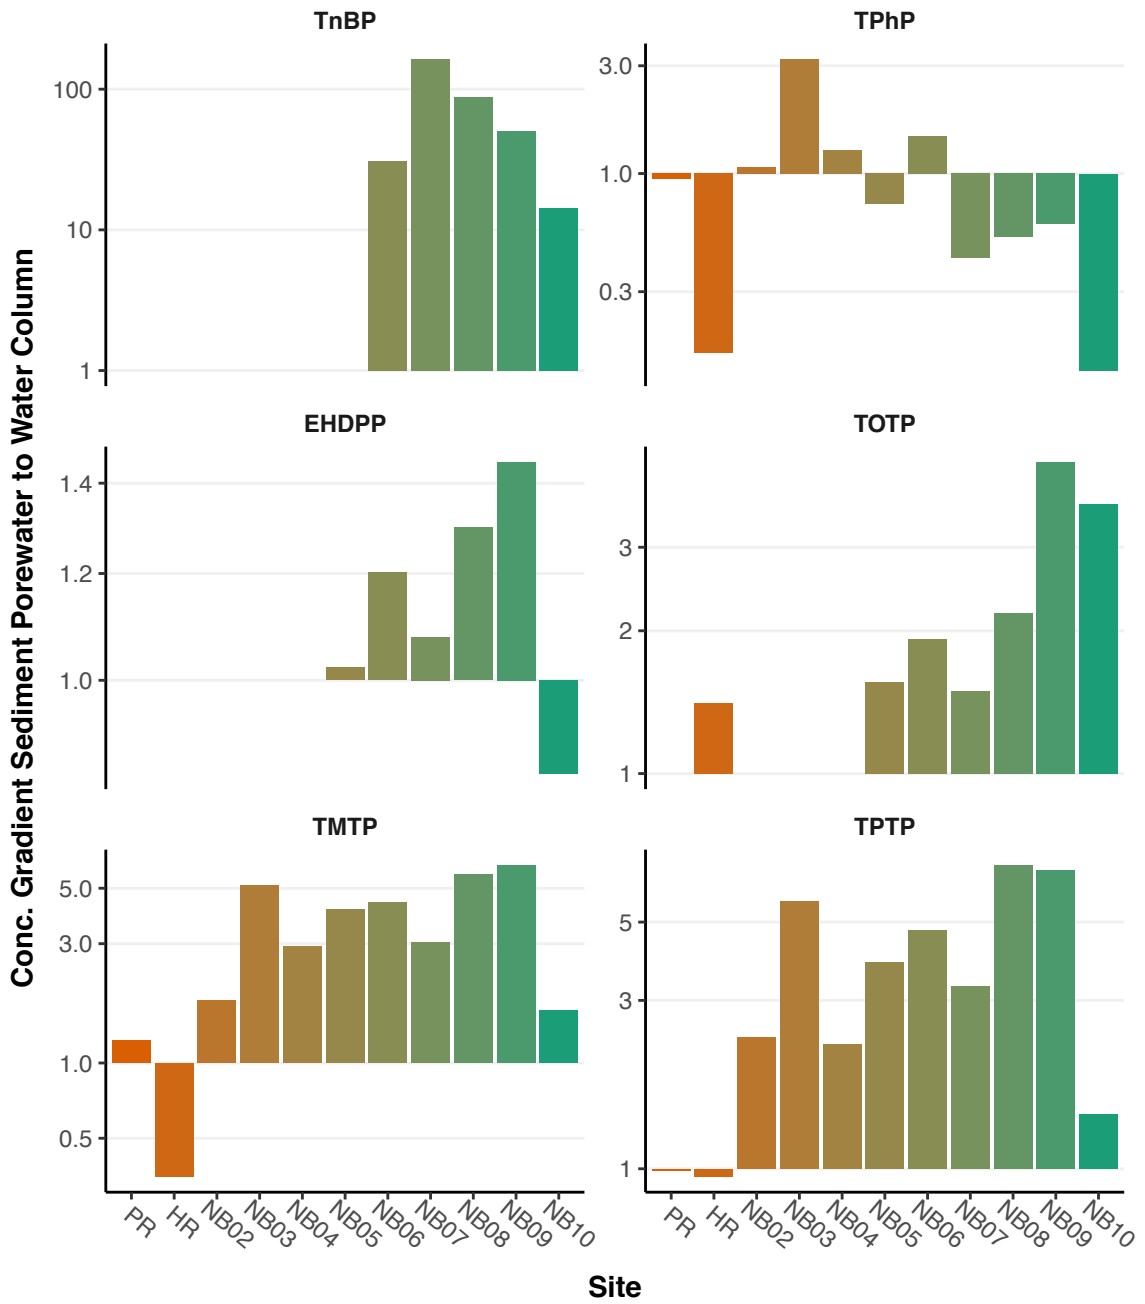 TnBP
TPhP
100
10
1
3.0
1.0
0.3
EHDPP
TOTP
1.4
1.2
1.0
3
2
1
TMTP
TPTP
5.0
3.0
1.0
0.5
5
3
1
Conc. Gradient Sediment Porewater to Water Column
PR HR NB02 NB03 NB04 NB05 NB06 NB07 NB08 NB09 NB10
PR HR NB02 NB03 NB04 NB05 NB06 NB07 NB08 NB09 NB10
Site